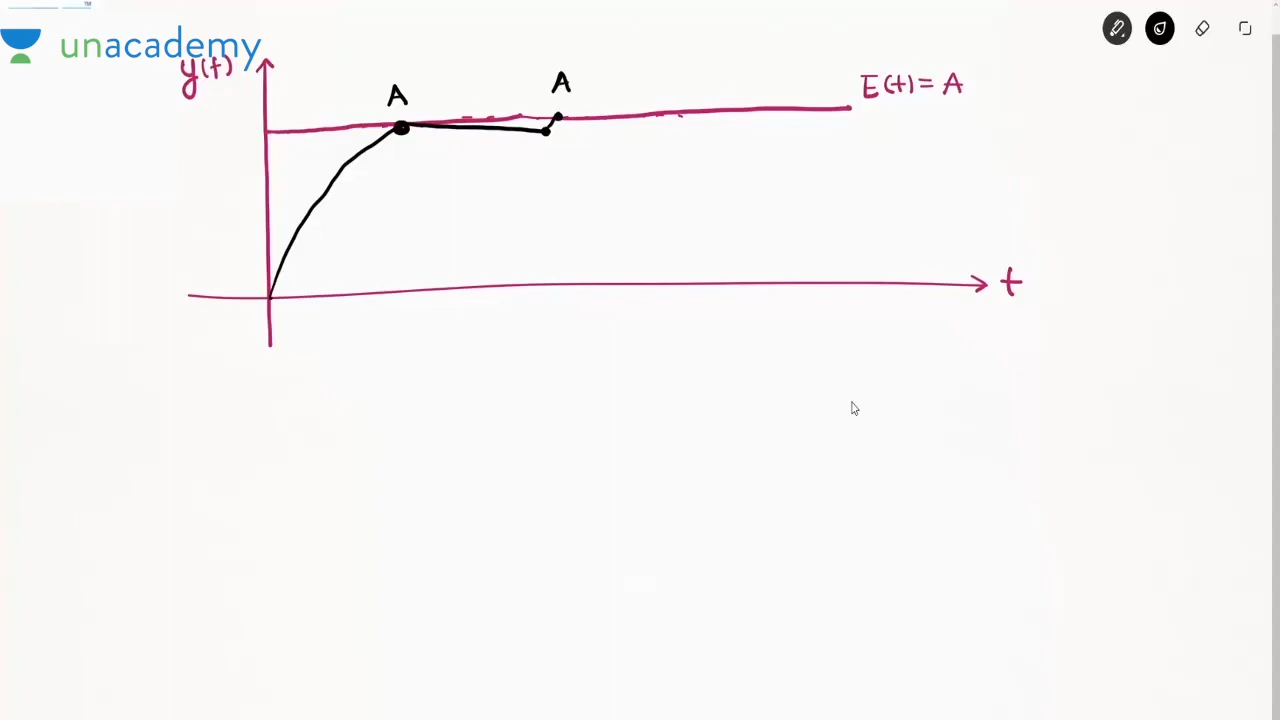 unacademy
y(t)
A
A
E(t) = A
t